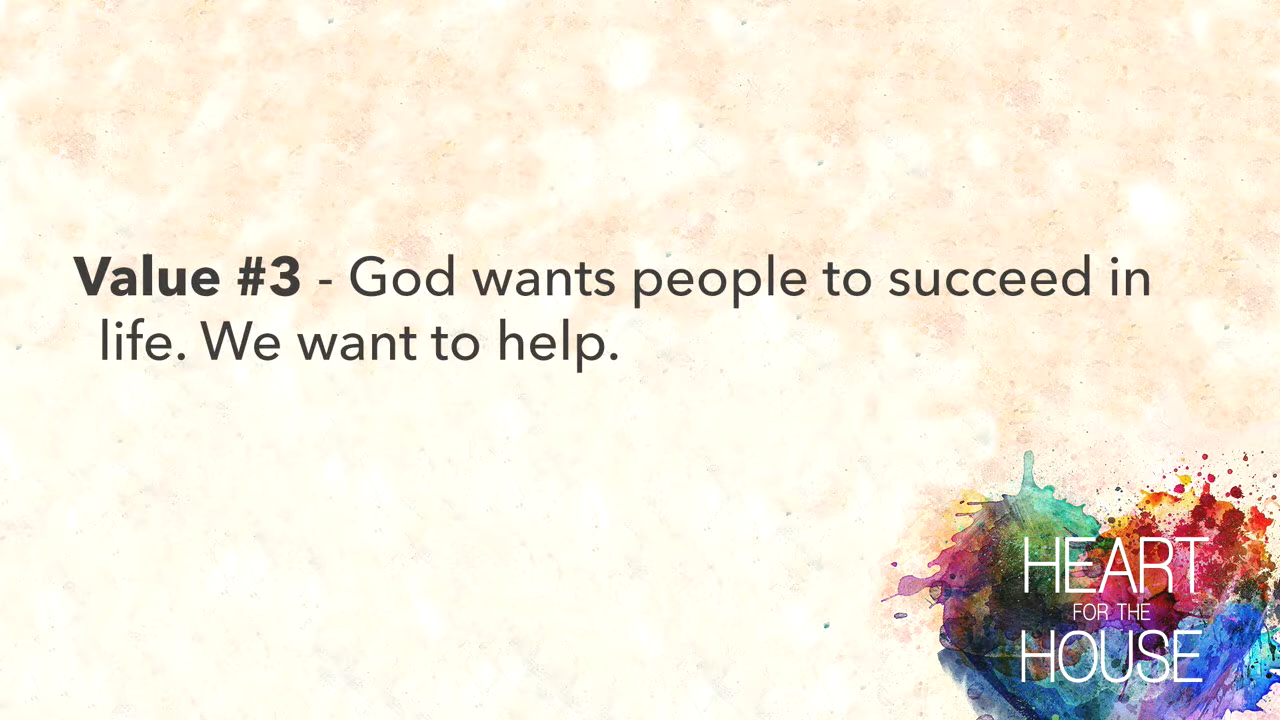 Value #3 - God wants people to succeed in
life. We want to help.
HEART
FOR THE
HOUSE